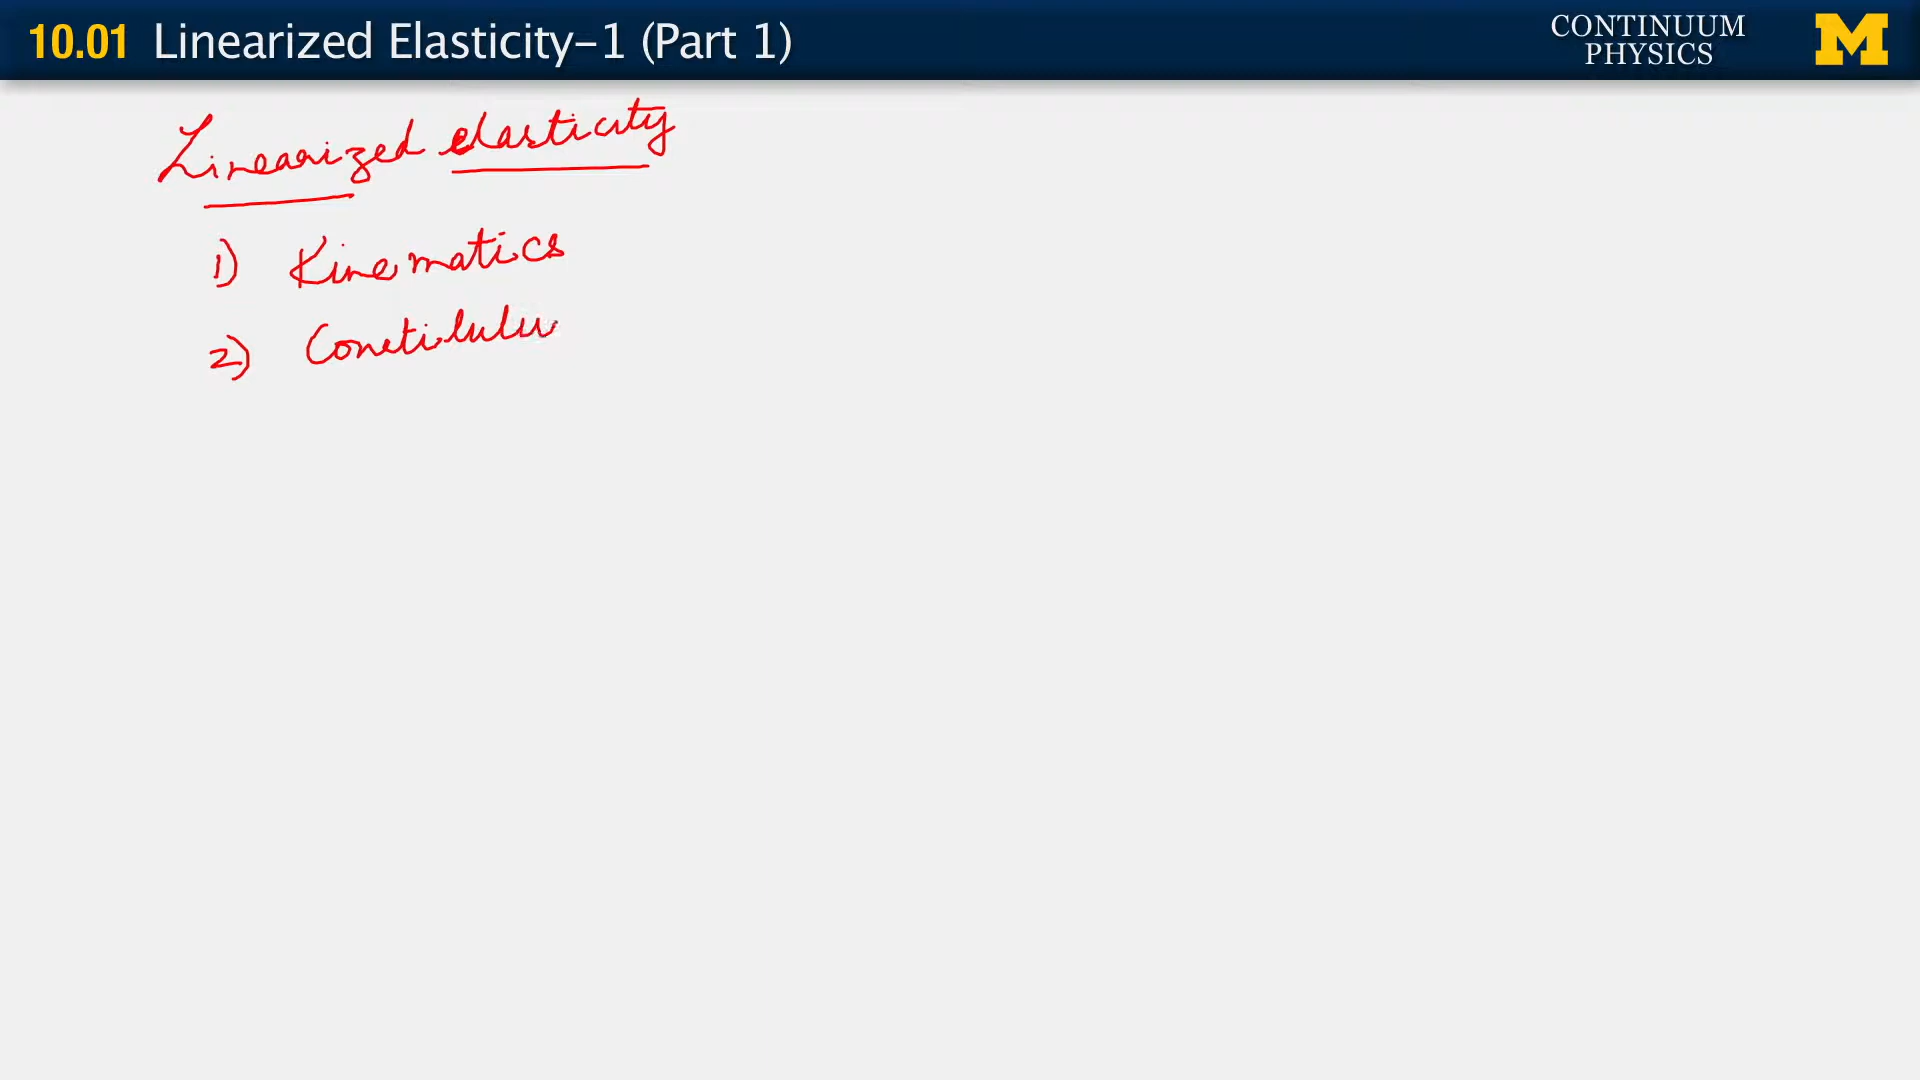 10.01 Linearized Elasticity–1 (Part 1)
CONTINUUM
PHYSICS
M
Linearized elasticity
1) Kinematics
2)